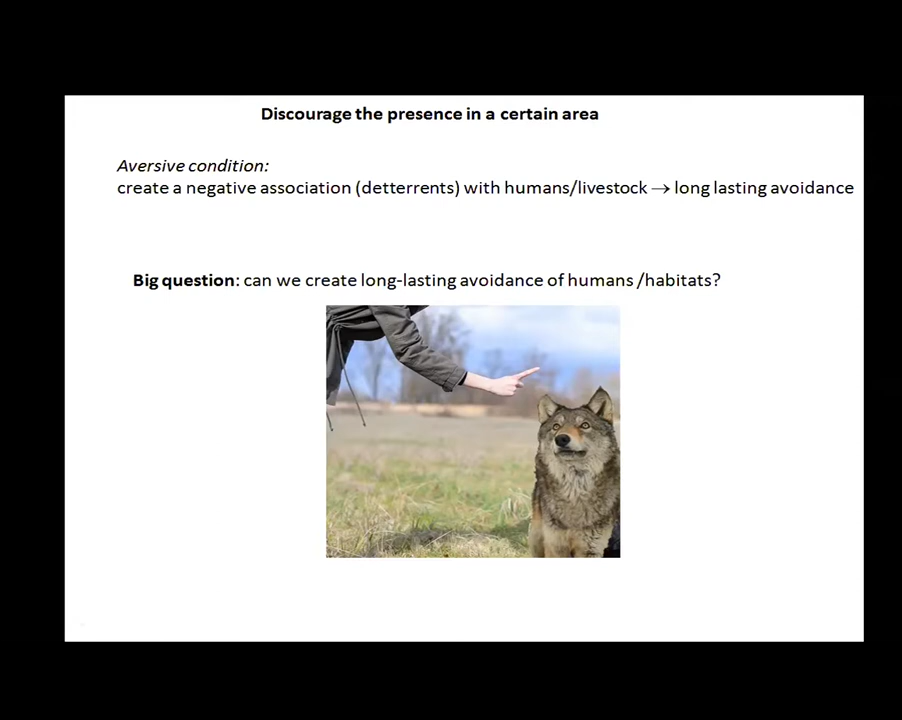 Discourage the presence in a certain area
Aversive condition:
create a negative association (detterrents) with humans/livestock → long lasting avoidance
Big question: can we create long-lasting avoidance of humans /habitats?